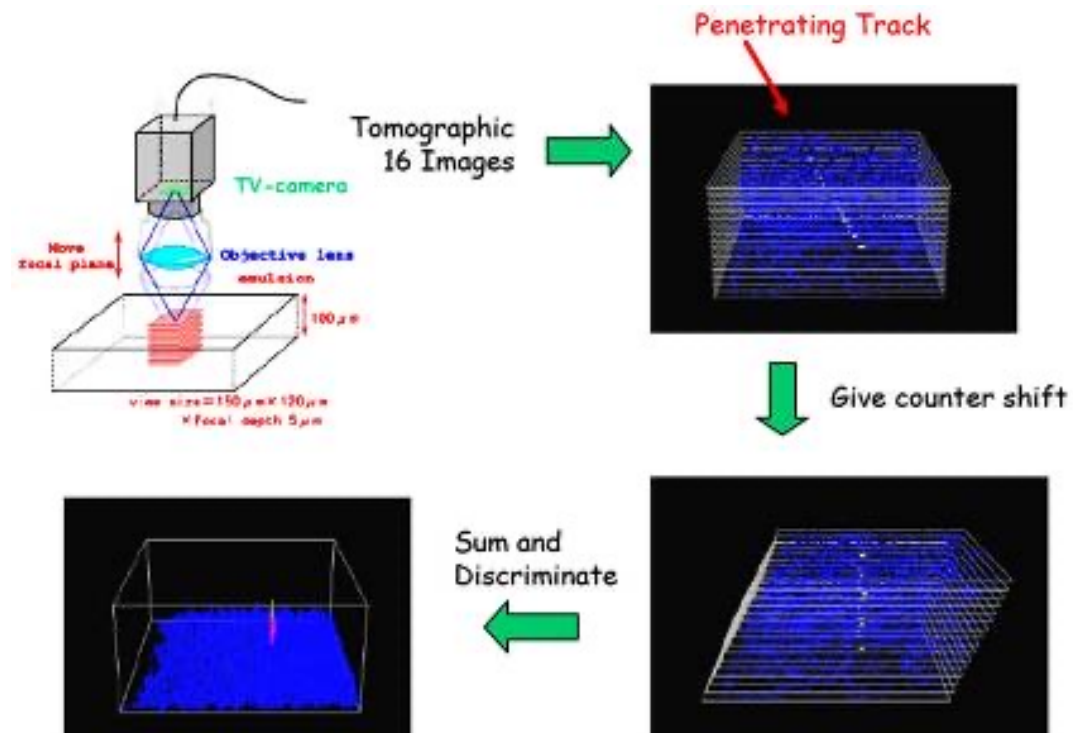 Penetrating Track
Tomographic
16 Images
TV-camera
Move
focal plane
Objective lens
emulsion
100μm
view size=150μm×120μm
×focal depth 5μm
Give counter shift
Sum and
Discriminate